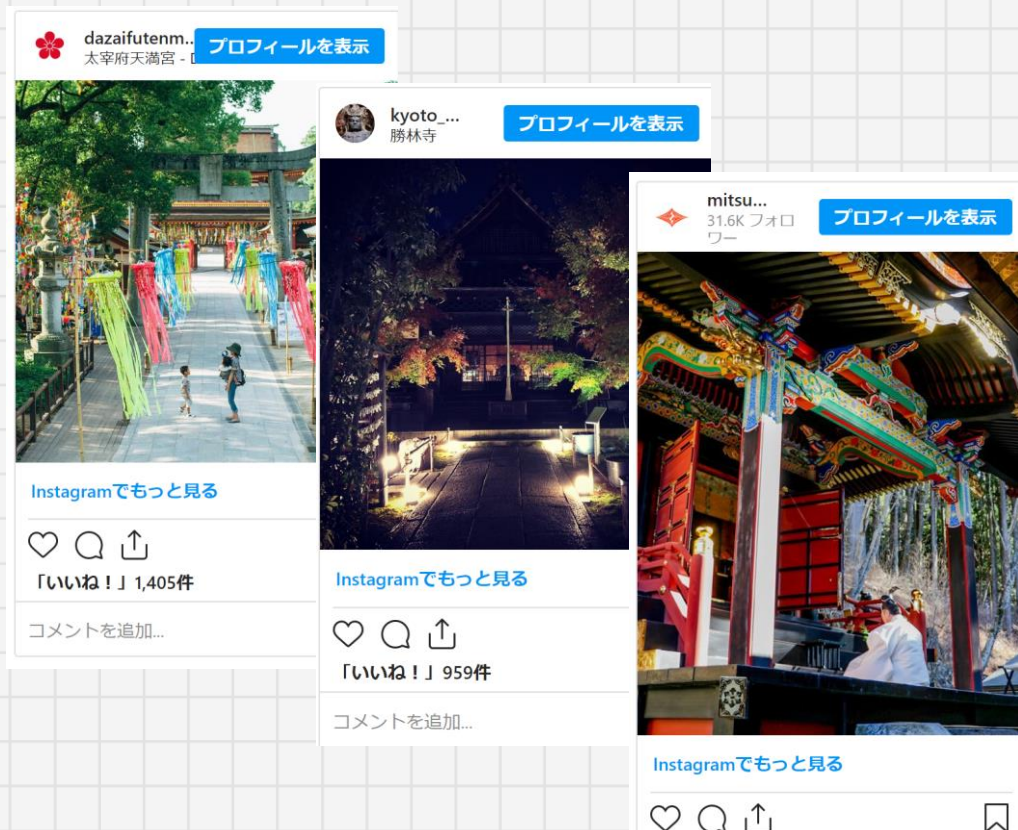 dazaifutenm...
太宰府天満宮 -
プロフィールを表示
Instagramでもっと見る
「いいね！」1,405件
コメントを追加...
kyoto_...
勝林寺
プロフィールを表示
Instagramでもっと見る
「いいね！」959件
コメントを追加...
mitsu...
31.6K フォロ
ワー
プロフィールを表示
Instagramでもっと見る